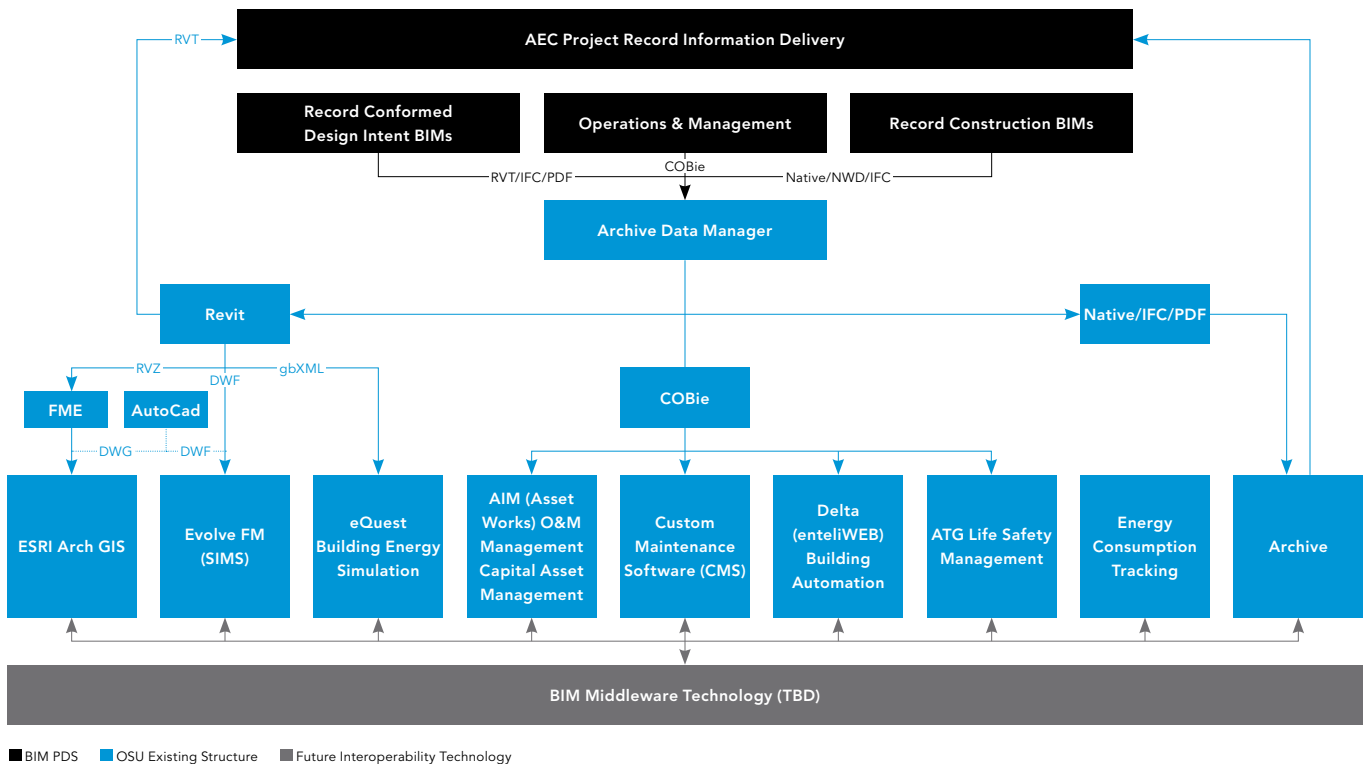 AEC Project Record Information Delivery
RVT
Record Conformed
Design Intent BIMs
Operations & Management
Record Construction BIMs
RVT/IFC/PDF
COBie
Native/NWD/IFC
Archive Data Manager
Revit
Native/IFC/PDF
RVZ
DWF
gbXML
COBie
FME
AutoCad
DWG
DWF
ESRI Arch GIS
Evolve FM
(SIMS)
eQuest
Building Energy
Simulation
AIM (Asset
Works) O&M
Management
Capital Asset
Management
Custom
Maintenance
Software (CMS)
Delta
(enteliWEB)
Building
Automation
ATG Life Safety
Management
Energy
Consumption
Tracking
Archive
BIM Middleware Technology (TBD)
BIM PDS
OSU Existing Structure
Future Interoperability Technology